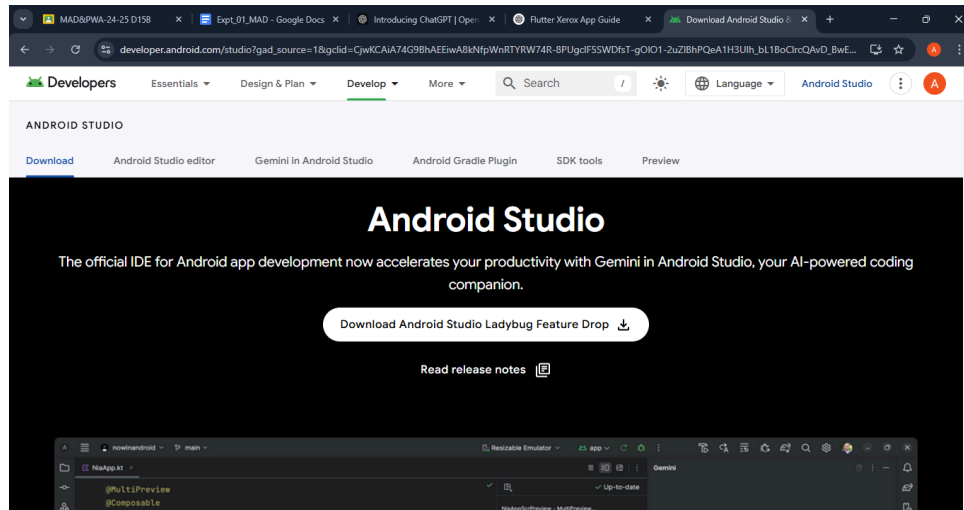 MAD&PWA-24-25 D15B
Expt_01_MAD - Google Docs
Introducing ChatGPT | Open
Flutter Xerox App Guide
Download Android Studio &
developer.android.com/studio?gad_source=1&gclid=CjwKCAiA74G9BhAEEiwA8kNfpWnRTYRW74R-8PUgclF5SWDfsT-gOIO1-2uZIBhPQeA1H3UIh_bL1BoCIrcQAvD_BwE...
A
Developers
Essentials
Design & Plan
Develop
More
Search
/
Language
Android Studio
A
ANDROID STUDIO
Download
Android Studio editor
Gemini in Android Studio
Android Gradle Plugin
SDK tools
Preview
Android Studio
The official IDE for Android app development now accelerates your productivity with Gemini in Android Studio, your AI-powered coding
companion.
Download Android Studio Ladybug Feature Drop
Read release notes
nowinandroid
main
Resizable Emulator
app
NiaApp.kt
Gemini
@MultiPreview
Up-to-date
@Composable
NiaAppScrPreview - MultiPreview...